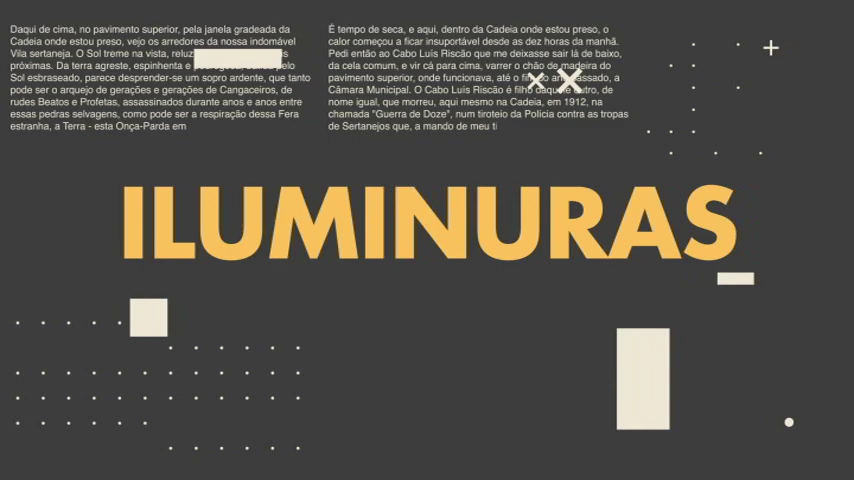 Daqui de cima, no pavimento superior, pela janela gradeada da
Cadeia onde estou preso, vejo os arredores da nossa indomável
Vila sertaneja. O Sol treme na vista,
próximas. Da terra agreste, espinhenta e
Sol esbraseado, parece desprender-se um sopro ardente, que tanto
pode ser o arquejo de gerações e gerações de Cangaceiros, de
rudes Beatos e Profetas, assassinados durante anos e anos entre
essas pedras selvagens, como pode ser a respiração dessa Fera
estranha, a Terra - esta Onça-Parda em
É tempo de seca, e aqui, dentro da Cadeia onde estou preso, o
calor começou a ficar insuportável desde as dez horas da manhã.
Pedi então ao Cabo Luís Riscão que me deixasse sair lá de baixo,
da cela comum, e vir cá para cima, varrer o chão de madeira do
pavimento superior, onde funcionava, até o fim do ano passado, a
Câmara Municipal. O Cabo Luís Riscão é filho daquele outro, de
nome igual, que morreu, aqui mesmo na Cadeia, em 1912, na
chamada "Guerra de Doze", num tiroteio da Polícia contra as tropas
de Sertanejos que, a mando de meu ti
ILUMINURAS